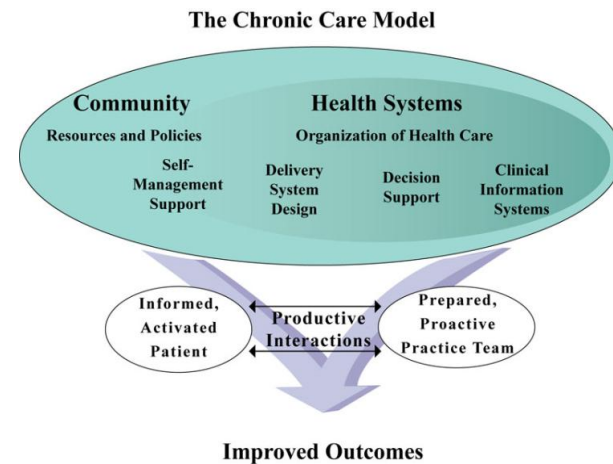 The Chronic Care Model
Community
Health Systems
Resources and Policies
Organization of Health Care
Self-
Management
Support
Delivery
System
Design
Decision
Support
Clinical
Information
Systems
Informed,
Activated
Patient
Productive
Interactions
Prepared,
Proactive
Practice Team
Improved Outcomes